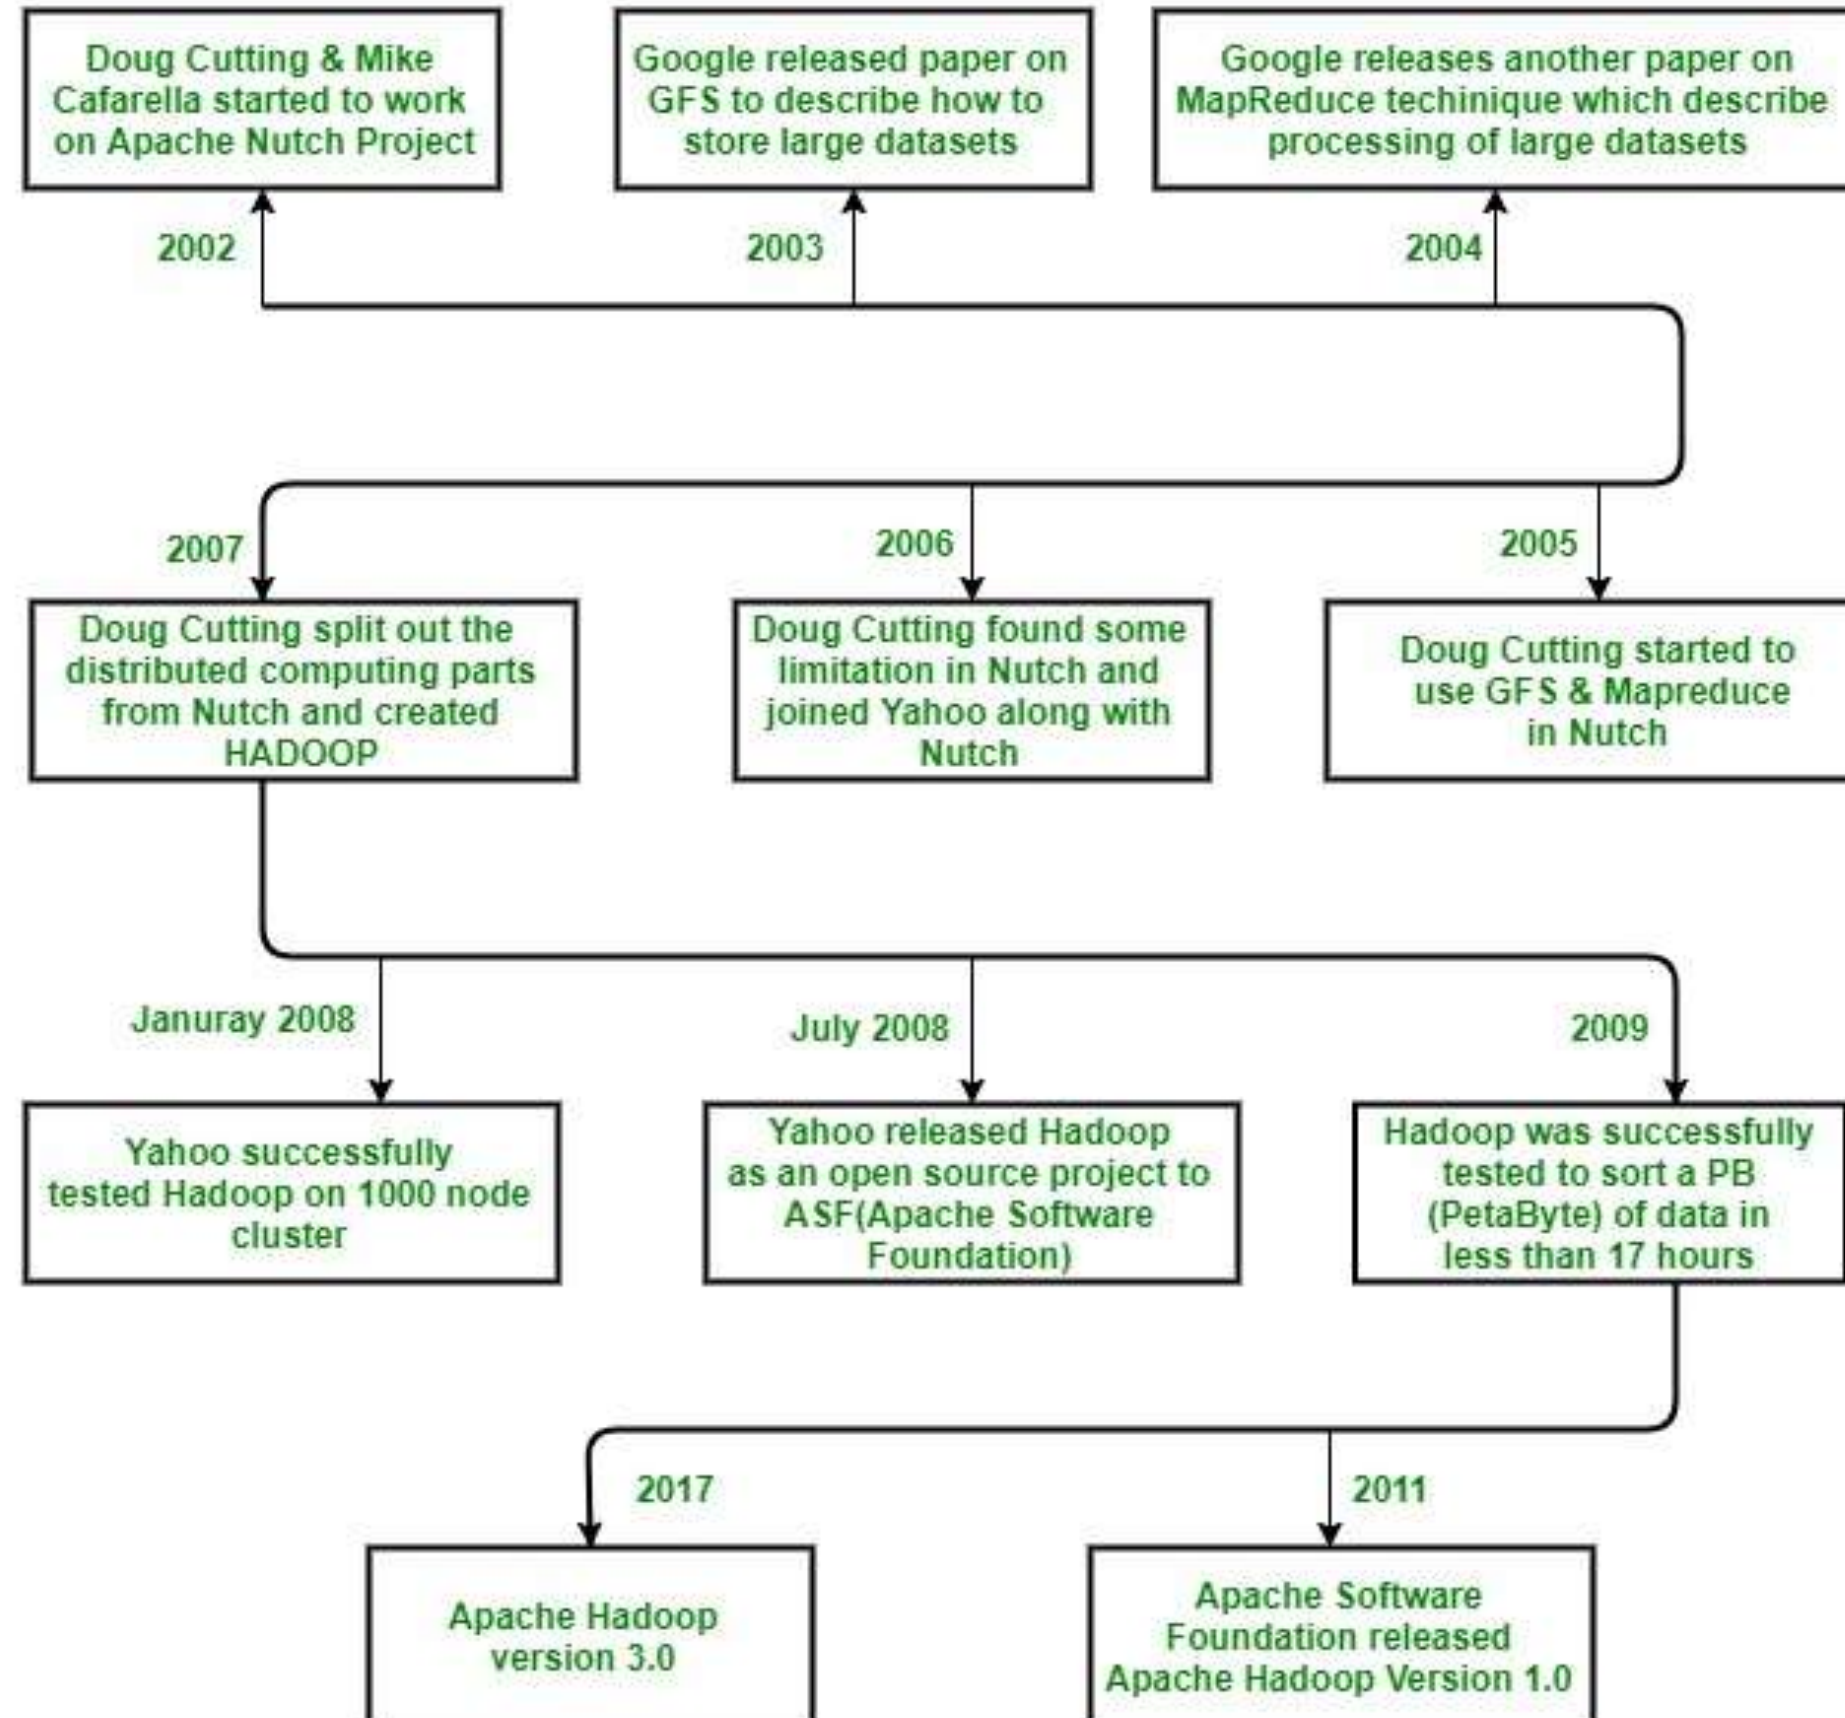 Doug Cutting & Mike
Cafarella started to work
on Apache Nutch Project
Google released paper on
GFS to describe how to
store large datasets
Google releases another paper on
MapReduce techinique which describe
processing of large datasets
2002
2003
2004
2007
2006
2005
Doug Cutting split out the
distributed computing parts
from Nutch and created
HADOOP
Doug Cutting found some
limitation in Nutch and
joined Yahoo along with
Nutch
Doug Cutting started to
use GFS & Mapreduce
in Nutch
Januray 2008
July 2008
2009
Yahoo successfully
tested Hadoop on 1000 node
cluster
Yahoo released Hadoop
as an open source project to
ASF(Apache Software
Foundation)
Hadoop was successfully
tested to sort a PB
(PetaByte) of data in
less than 17 hours
2017
2011
Apache Hadoop
version 3.0
Apache Software
Foundation released
Apache Hadoop Version 1.0